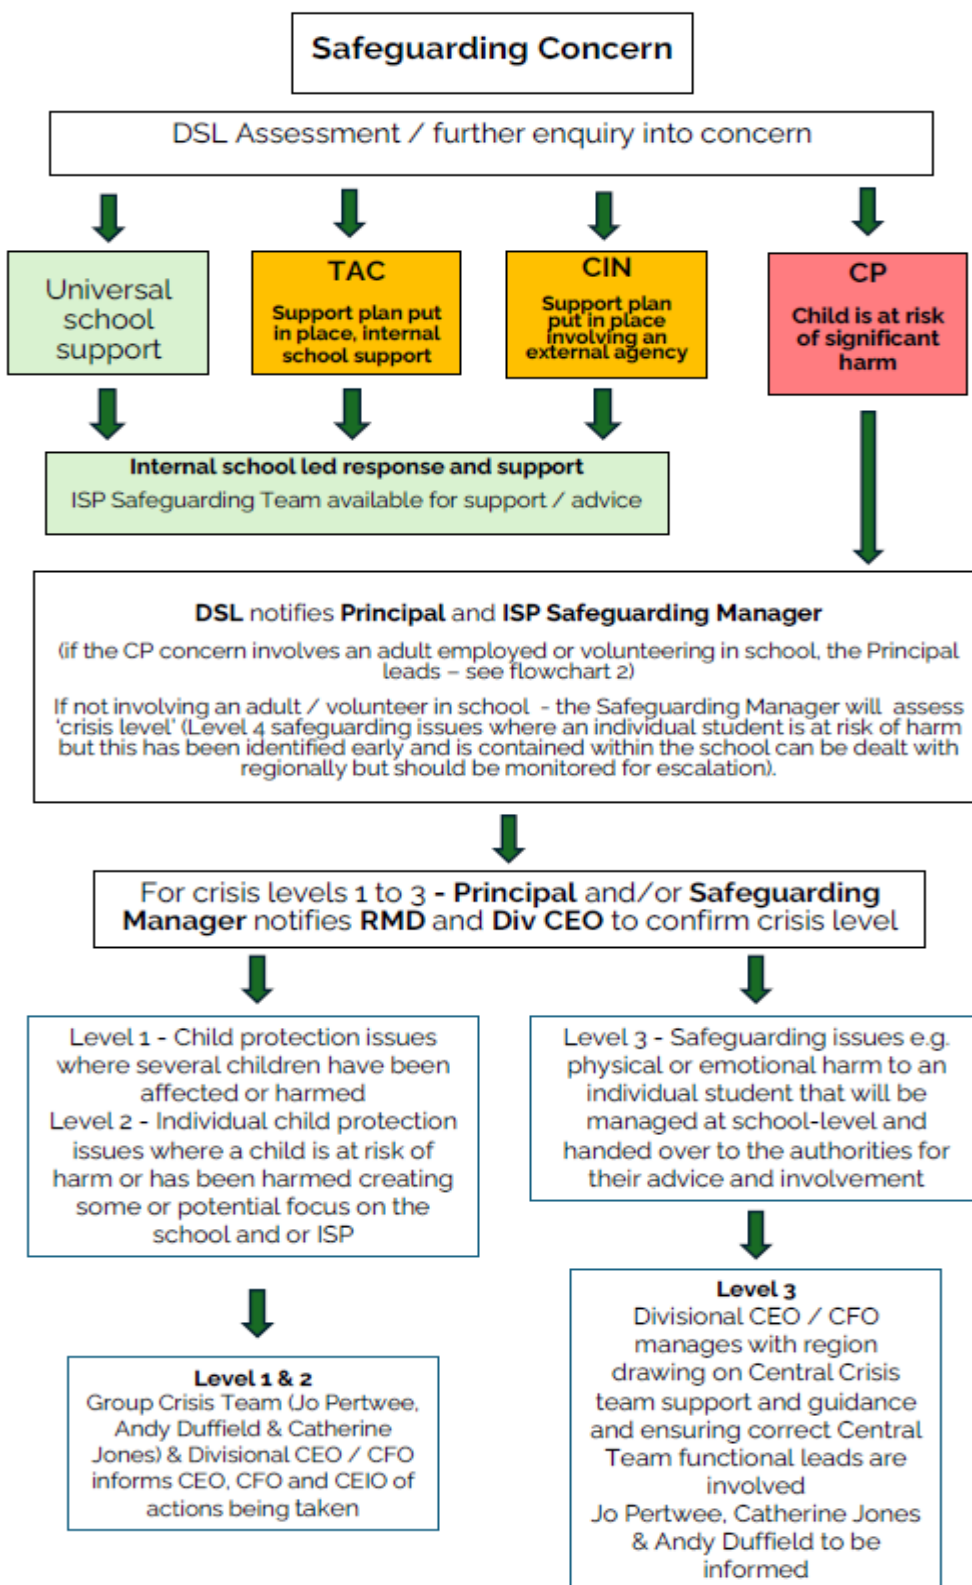 Safeguarding Concern
DSL Assessment / further enquiry into concern
Universal
school
support
TAC
Support plan put
in place, internal
school support
CIN
Support plan
put in place
involving an
external agency
CP
Child is at risk
of significant
harm
Internal school led response and support
ISP Safeguarding Team available for support / advice
DSL notifies Principal and ISP Safeguarding Manager
(if the CP concern involves an adult employed or volunteering in school, the Principal
leads – see flowchart 2)
If not involving an adult / volunteer in school - the Safeguarding Manager will assess
'crisis level' (Level 4 safeguarding issues where an individual student is at risk of harm
but this has been identified early and is contained within the school can be dealt with
regionally but should be monitored for escalation).
For crisis levels 1 to 3 - Principal and/or Safeguarding
Manager notifies RMD and Div CEO to confirm crisis level
Level 1 - Child protection issues
where several children have been
affected or harmed
Level 2 - Individual child protection
issues where a child is at risk of
harm or has been harmed creating
some or potential focus on the
school and or ISP
Level 3 - Safeguarding issues e.g.
physical or emotional harm to an
individual student that will be
managed at school-level and
handed over to the authorities for
their advice and involvement
Level 1 & 2
Group Crisis Team (Jo Pertwee,
Andy Duffield & Catherine
Jones) & Divisional CEO / CFO
informs CEO, CFO and CEIO of
actions being taken
Level 3
Divisional CEO / CFO
manages with region
drawing on Central Crisis
team support and guidance
and ensuring correct Central
Team functional leads are
involved
Jo Pertwee, Catherine Jones
& Andy Duffield to be
informed